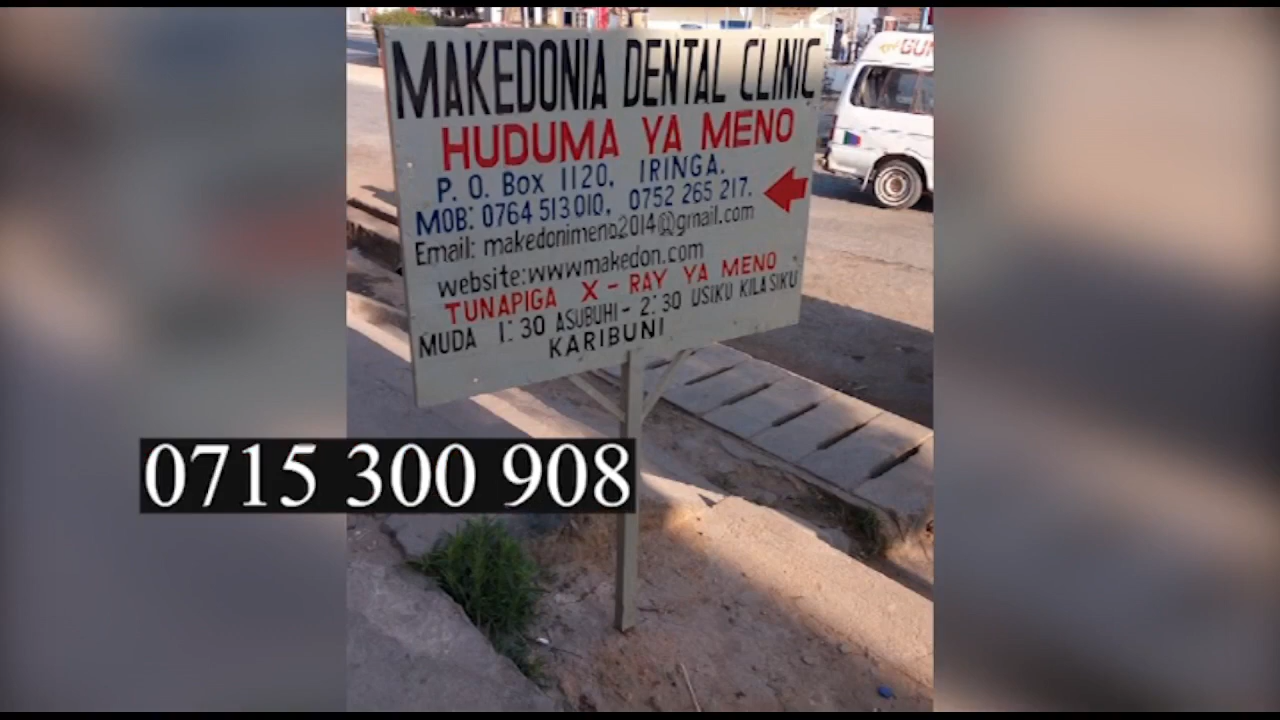 MAKEDONIA DENTAL CLINIC
HUDUMA YA MENO
P. O. Box 1120, IRINGA.
MOB: 0764 513 010, 0752 265 217.
Email: makedonimeno2014@gmail.com
website:wwwmakedon.com
TUNAPIGA X - RAY YA MENO
MUDA 1:30 ASUBUHI - 2:30 USIKU KILA SIKU
KARIBUNI
0715 300 908